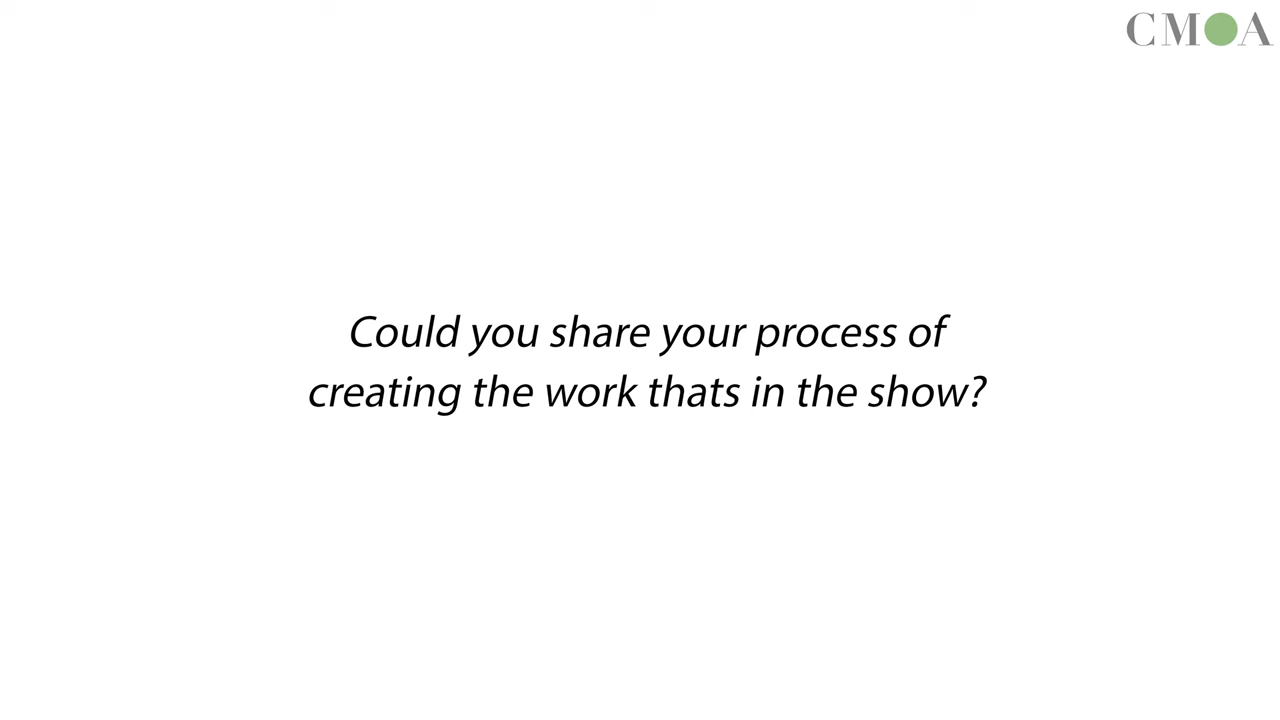 CMOA
Could you share your process of
creating the work thats in the show?